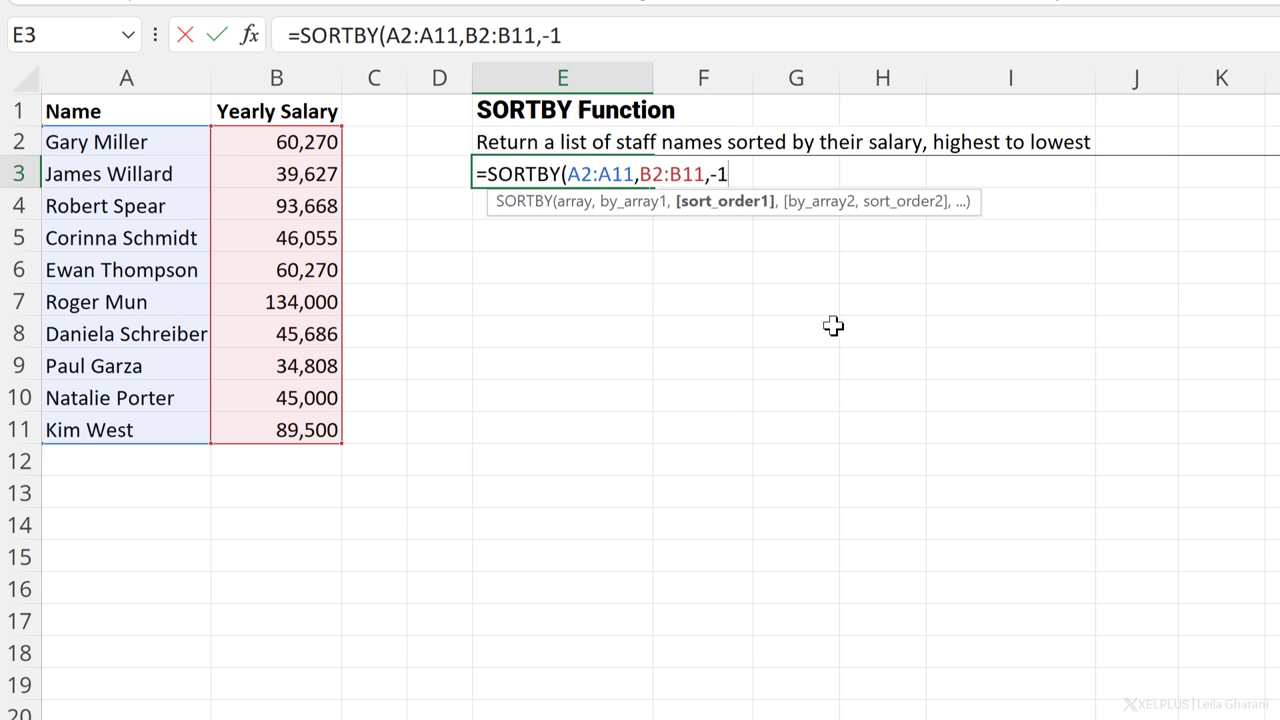 E3 fx =SORTBY(A2:A11,B2:B11,-1
A B C D E F G H I J K
1 Name Yearly Salary SORTBY Function
2 Gary Miller 60,270 Return a list of staff names sorted by their salary, highest to lowest
3 James Willard 39,627 =SORTBY(A2:A11,B2:B11,-1
4 Robert Spear 93,668 SORTBY(array, by_array1, [sort_order1], [by_array2, sort_order2], ...)
5 Corinna Schmidt 46,055
6 Ewan Thompson 60,270
7 Roger Mun 134,000
8 Daniela Schreiber 45,686
9 Paul Garza 34,808
10 Natalie Porter 45,000
11 Kim West 89,500
12
13
14
15
16
17
18
19
20
XELPLUS | Leila Gharani